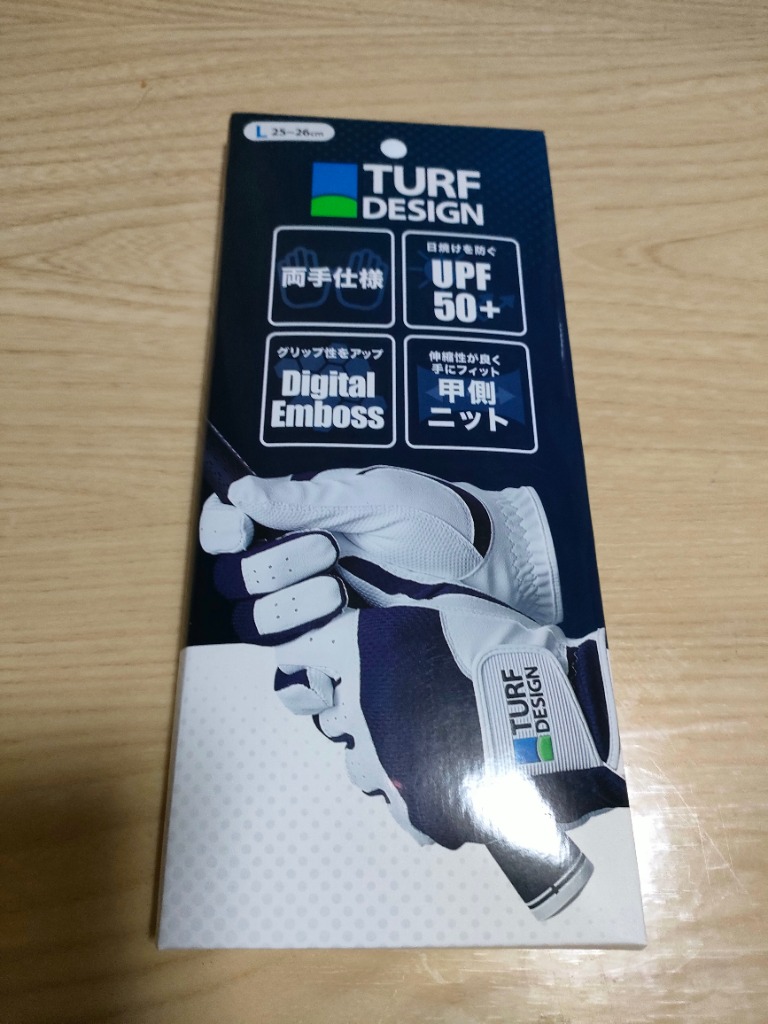 L 25~26cm
TURF
DESIGN
両手仕様
日焼けを防ぐ
UPF
50+
グリップ性をアップ
Digital
Emboss
伸縮性が良く
手にフィット
甲側
ニット
TURF
DESIGN